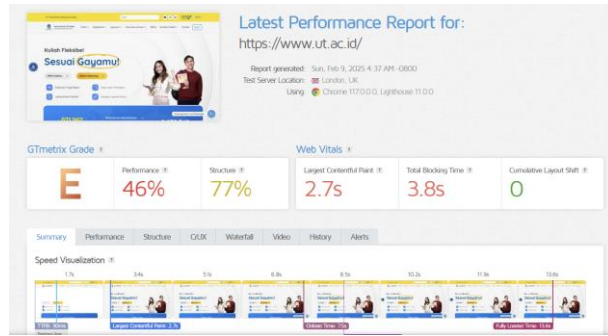 Latest Performance Report for:
https://www.ut.ac.id/
Report generated: Sun, Feb 9, 2025 4:37 AM -0800
Test Server Location: London, UK
Using: Chrome 117.0.0.0, Lighthouse 11.0.0
Kuliah Fleksibel
Sesuai Gayamu!
GTmetrix Grade
Web Vitals
E
Performance
46%
Structure
77%
Largest Contentful Paint
2.7s
Total Blocking Time
3.8s
Cumulative Layout Shift
0
Summary Performance Structure CrUX Waterfall Video History Alerts
Speed Visualization
1.7s 3.4s 5.1s 6.8s 8.5s 10.2s 11.9s 13.6s
Largest Contentful Paint: 2.7s
Fully Loaded Time: 13.6s